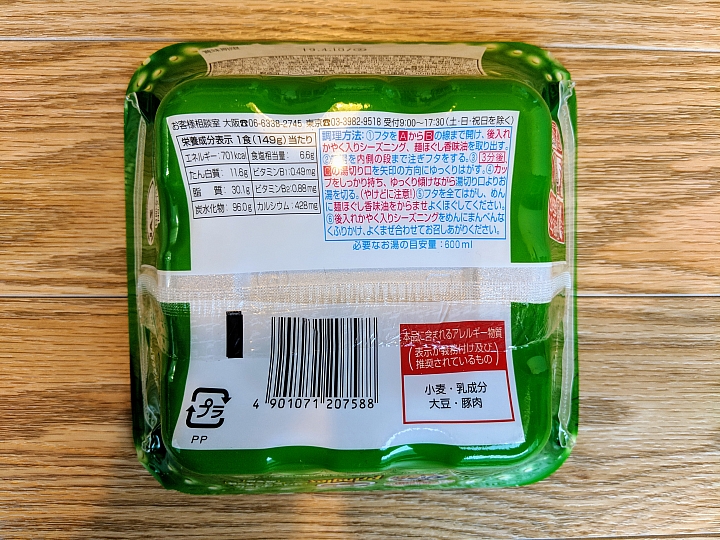 お客様相談室 大阪☎06-6338-2745 東京☎03-3982-9518 受付9:00〜17:30(土・日・祝日を除く)
栄養成分表示 1食(149g)当たり
エネルギー: 701kcal 食塩相当量: 6.6g
たん白質: 11.6g ビタミンB1: 0.49mg
脂質: 30.1g ビタミンB2: 0.88mg
炭水化物: 96.0g カルシウム: 428mg
調理方法:①フタをAからBの線まで開け、後入れ
かやく入りシーズニング、麺ほぐし香味油を取り出す。
を内側の段まで注ぎフタをする。③3分後
の湯切り口を矢印の方向にゆっくりはがす。④カッ
プをしっかり持ち、ゆっくり傾けながら湯切り口よりお
湯を切る。(やけどに注意!)⑤フタを全てはがし、めん
に麺ほぐし香味油をからませよくほぐしてください。
⑥後入れかやく入りシーズニングをめんにまんべんな
くふりかけ、よくまぜ合わせてお召しあがりください。
必要なお湯の目安量:600ml
本品に含まれるアレルギー物質
(表示が義務付け及び
推奨されているもの)
小麦・乳成分
大豆・豚肉
4 901071 207588
プラ
PP